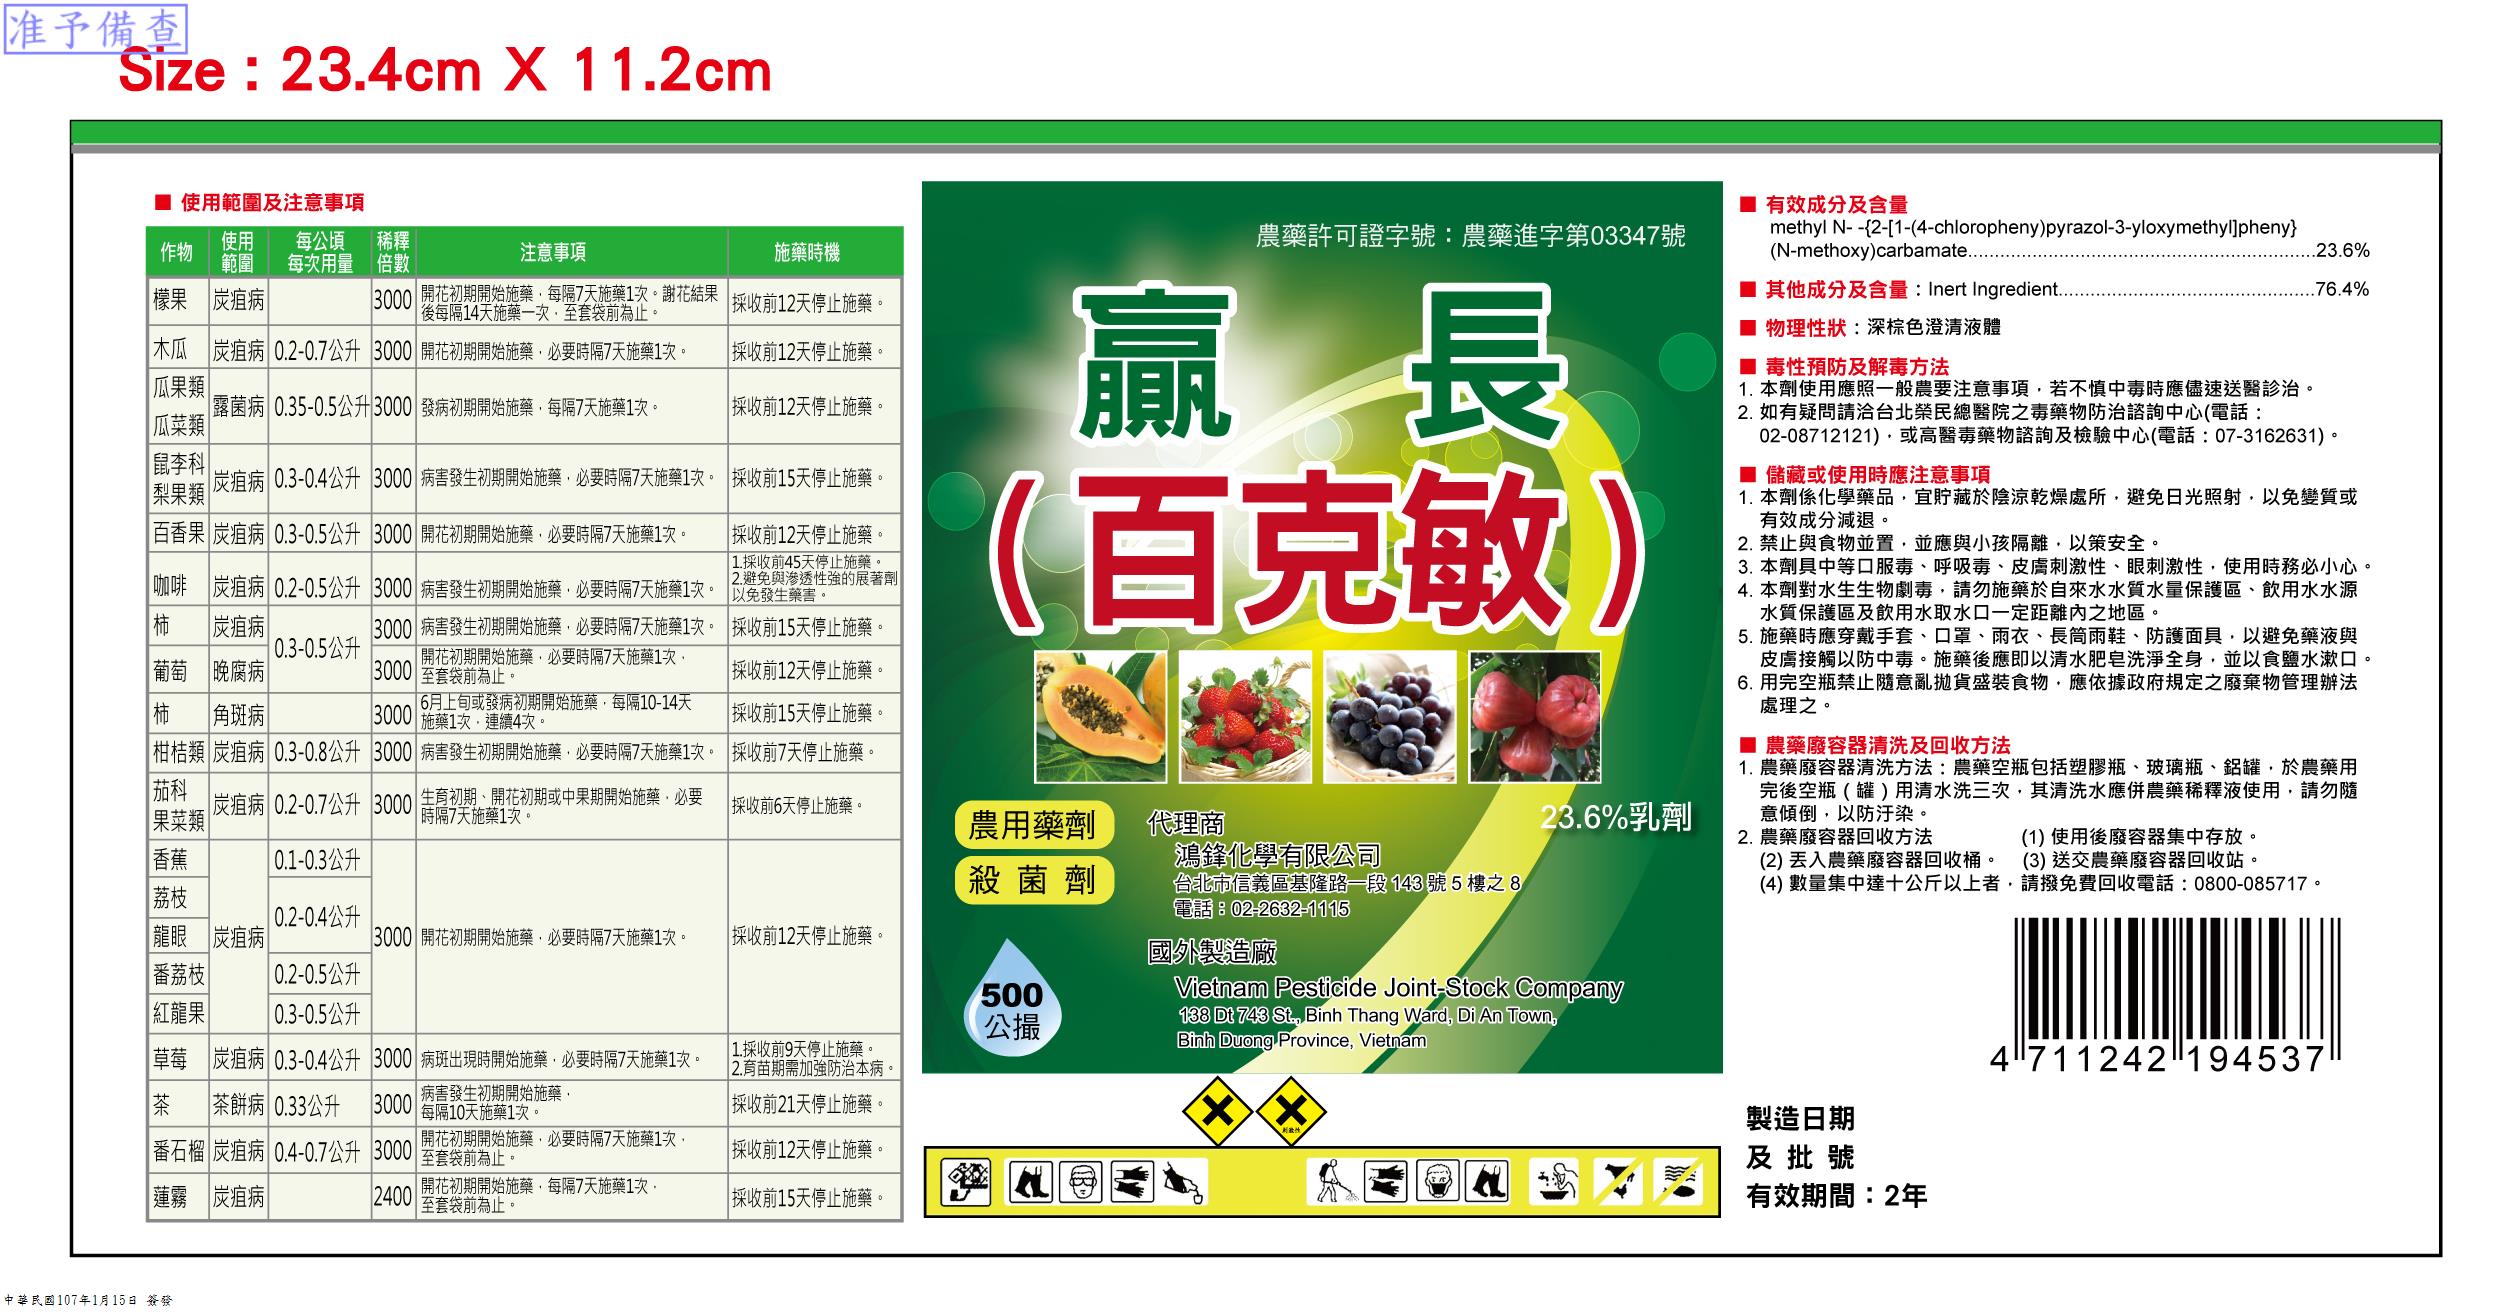 准予備查
Size : 23.4cm X 11.2cm
■ 使用範圍及注意事項
作物 使用範圍 每公頃每次用量 稀釋倍數 注意事項 施藥時機
檬果 炭疽病 3000 開花初期開始施藥，每隔7天施藥1次。謝花結果後每隔14天施藥一次，至套袋前為止。 採收前12天停止施藥。
木瓜 炭疽病 0.2-0.7公升 3000 開花初期開始施藥，必要時隔7天施藥1次。 採收前12天停止施藥。
瓜果類 瓜菜類 露菌病 0.35-0.5公升 3000 發病初期開始施藥，每隔7天施藥1次。 採收前12天停止施藥。
鼠李科 梨果類 炭疽病 0.3-0.4公升 3000 病害發生初期開始施藥，必要時隔7天施藥1次。 採收前15天停止施藥。
百香果 炭疽病 0.3-0.5公升 3000 開花初期開始施藥，必要時隔7天施藥1次。 採收前12天停止施藥。
咖啡 炭疽病 0.2-0.5公升 3000 病害發生初期開始施藥，必要時隔7天施藥1次。 1.採收前45天停止施藥。 2.避免與滲透性強的展著劑以免發生藥害。
柿 炭疽病 0.3-0.5公升 3000 病害發生初期開始施藥，必要時隔7天施藥1次。 採收前15天停止施藥。
葡萄 晚腐病 3000 開花初期開始施藥，必要時隔7天施藥1次，至套袋前為止。 採收前12天停止施藥。
柿 角斑病 3000 6月上旬或發病初期開始施藥，每隔10-14天施藥1次，連續4次。 採收前15天停止施藥。
柑桔類 炭疽病 0.3-0.8公升 3000 病害發生初期開始施藥，必要時隔7天施藥1次。 採收前7天停止施藥。
茄科 果菜類 炭疽病 0.2-0.7公升 3000 生育初期、開花初期或中果期開始施藥，必要時隔7天施藥1次。 採收前6天停止施藥。
香蕉 0.1-0.3公升
荔枝 0.2-0.4公升
龍眼 炭疽病 3000 開花初期開始施藥，必要時隔7天施藥1次。 採收前12天停止施藥。
番荔枝 0.2-0.5公升
紅龍果 0.3-0.5公升
草莓 炭疽病 0.3-0.4公升 3000 病斑出現時開始施藥，必要時隔7天施藥1次。 1.採收前9天停止施藥。 2.育苗期需加強防治本病。
茶 茶餅病 0.33公升 3000 病害發生初期開始施藥，每隔10天施藥1次。 採收前21天停止施藥。
番石榴 炭疽病 0.4-0.7公升 3000 開花初期開始施藥，必要時隔7天施藥1次，至套袋前為止。 採收前12天停止施藥。
蓮霧 炭疽病 2400 開花初期開始施藥，每隔7天施藥1次，至套袋前為止。 採收前15天停止施藥。
農藥許可證字號：農藥進字第03347號
贏長
(百克敏)
23.6%乳劑
農用藥劑
殺菌劑
代理商
鴻鋒化學有限公司
台北市信義區基隆路一段 143 號 5 樓之 8
電話：02-2632-1115
國外製造廠
Vietnam Pesticide Joint-Stock Company
138 Dt 743 St., Binh Thang Ward, Di An Town,
Binh Duong Province, Vietnam
500
公撮
刺激性
■ 有效成分及含量
methyl N- -{2-[1-(4-chloropheny)pyrazol-3-yloxymethyl]pheny}
(N-methoxy)carbamate..................................................................23.6%
■ 其他成分及含量：Inert Ingredient.................................................76.4%
■ 物理性狀：深棕色澄清液體
■ 毒性預防及解毒方法
1. 本劑使用應照一般農要注意事項，若不慎中毒時應儘速送醫診治。
2. 如有疑問請洽台北榮民總醫院之毒藥物防治諮詢中心(電話：
02-08712121)，或高醫毒藥物諮詢及檢驗中心(電話：07-3162631)。
■ 儲藏或使用時應注意事項
1. 本劑係化學藥品，宜貯藏於陰涼乾燥處所，避免日光照射，以免變質或
有效成分減退。
2. 禁止與食物並置，並應與小孩隔離，以策安全。
3. 本劑具中等口服毒、呼吸毒、皮膚刺激性、眼刺激性，使用時務必小心。
4. 本劑對水生生物劇毒，請勿施藥於自來水水質水量保護區、飲用水水源
水質保護區及飲用水取水口一定距離內之地區。
5. 施藥時應穿戴手套、口罩、雨衣、長筒雨鞋、防護面具，以避免藥液與
皮膚接觸以防中毒。施藥後應即以清水肥皂洗淨全身，並以食鹽水漱口。
6. 用完空瓶禁止隨意亂拋貨盛裝食物，應依據政府規定之廢棄物管理辦法
處理之。
■ 農藥廢容器清洗及回收方法
1. 農藥廢容器清洗方法：農藥空瓶包括塑膠瓶、玻璃瓶、鋁罐，於農藥用
完後空瓶（罐）用清水洗三次，其清洗水應併農藥稀釋液使用，請勿隨
意傾倒，以防汙染。
2. 農藥廢容器回收方法 (1) 使用後廢容器集中存放。
(2) 丟入農藥廢容器回收桶。 (3) 送交農藥廢容器回收站。
(4) 數量集中達十公斤以上者，請撥免費回收電話：0800-085717。
4 711242 194537
製造日期
及批號
有效期間：2年
中華民國107年1月15日 簽發